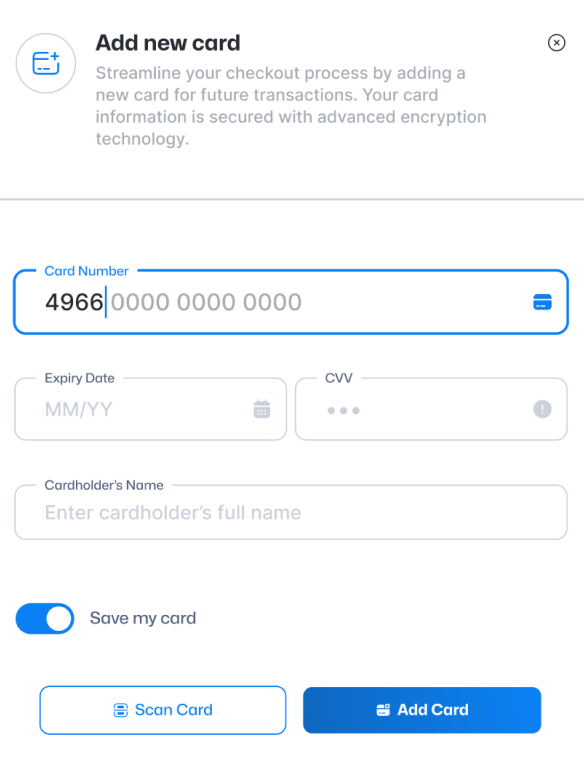 Add new card
Streamline your checkout process by adding a
new card for future transactions. Your card
information is secured with advanced encryption
technology.
Card Number
4966 0000 0000 0000
Expiry Date
MM/YY
CVV
•••
Cardholder's Name
Enter cardholder's full name
Save my card
Scan Card
Add Card